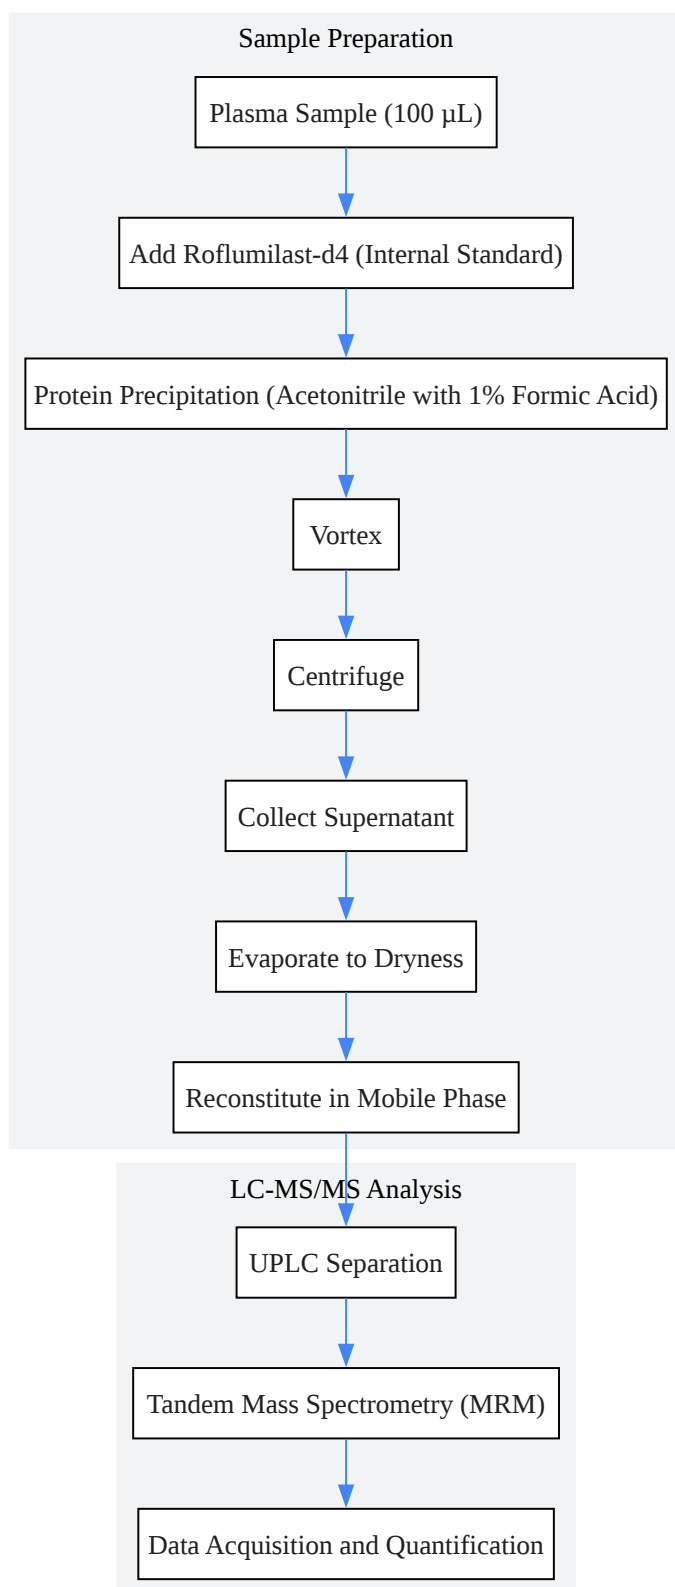 Sample Preparation
Plasma Sample (100 µL)
Add Roflumilast-d4 (Internal Standard)
Protein Precipitation (Acetonitrile with 1% Formic Acid)
Vortex
Centrifuge
Collect Supernatant
Evaporate to Dryness
Reconstitute in Mobile Phase
LC-MS/MS Analysis
UPLC Separation
Tandem Mass Spectrometry (MRM)
Data Acquisition and Quantification